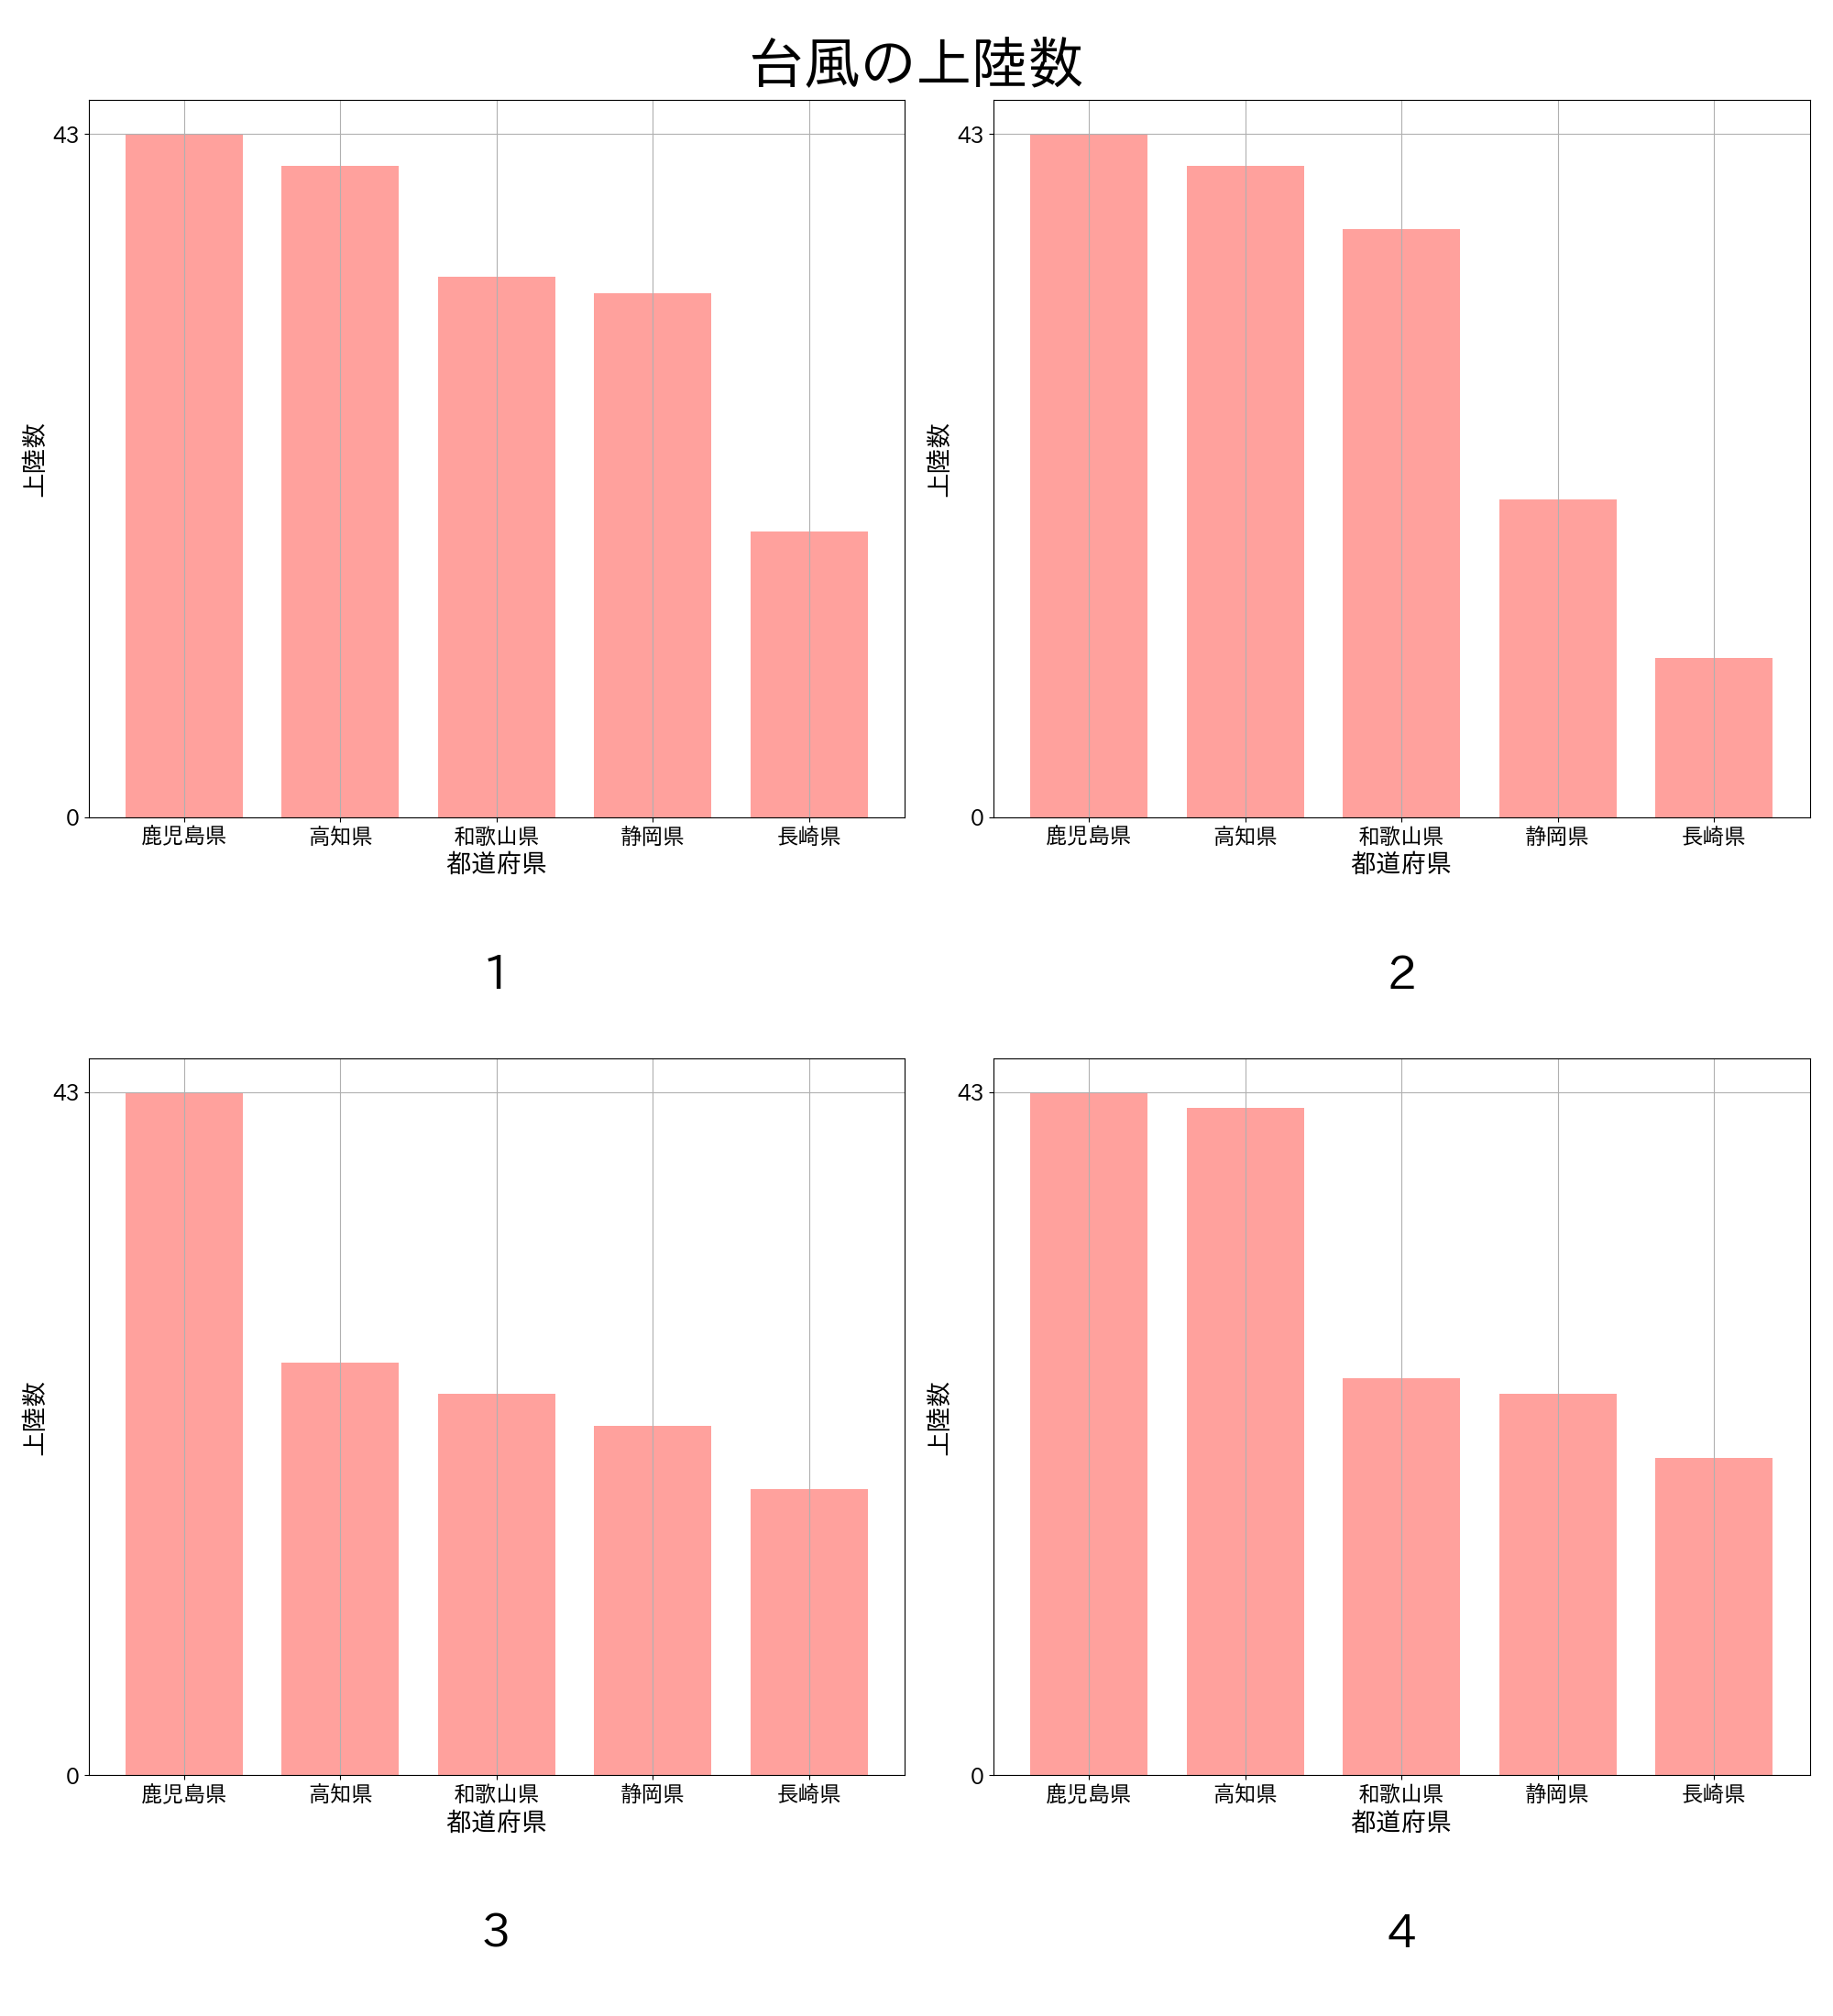 台風の上陸数
43
0
上陸数
鹿児島県 高知県 和歌山県 静岡県 長崎県
都道府県
1
43
0
上陸数
鹿児島県 高知県 和歌山県 静岡県 長崎県
都道府県
2
43
0
上陸数
鹿児島県 高知県 和歌山県 静岡県 長崎県
都道府県
3
43
0
上陸数
鹿児島県 高知県 和歌山県 静岡県 長崎県
都道府県
4